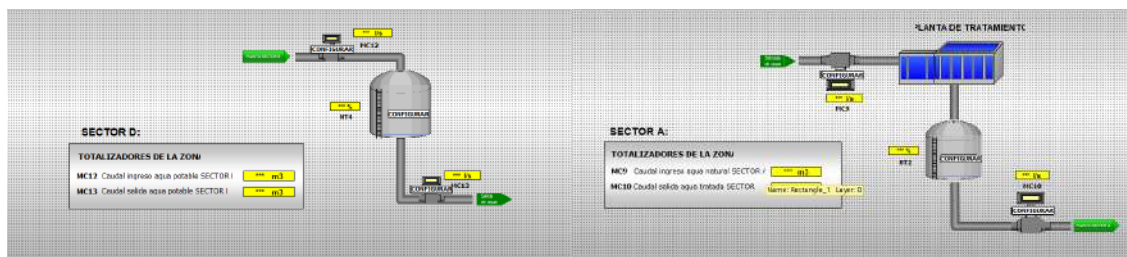 *** l/s
CONFIGURAR
MC12
*** %
NT4
CONFIGURAR
SECTOR D:
TOTALIZADORES DE LA ZONA
MC12 Caudal ingreso agua potable SECTOR
*** m3
MC13 Caudal salida agua potable SECTOR
*** m3
*** l/s
CONFIGURAR
MC13
PLANTA DE TRATAMIENTO
CONFIGURAR
*** l/s
MC9
SECTOR A:
TOTALIZADORES DE LA ZONA
MC9 Caudal ingreso agua natural SECTOR A
*** m3
MC10 Caudal salida agua tratada SECTOR
Name: Rectangle_1 Layer: 0
*** %
NT2
CONFIGURAR
*** l/s
MC10
CONFIGURAR